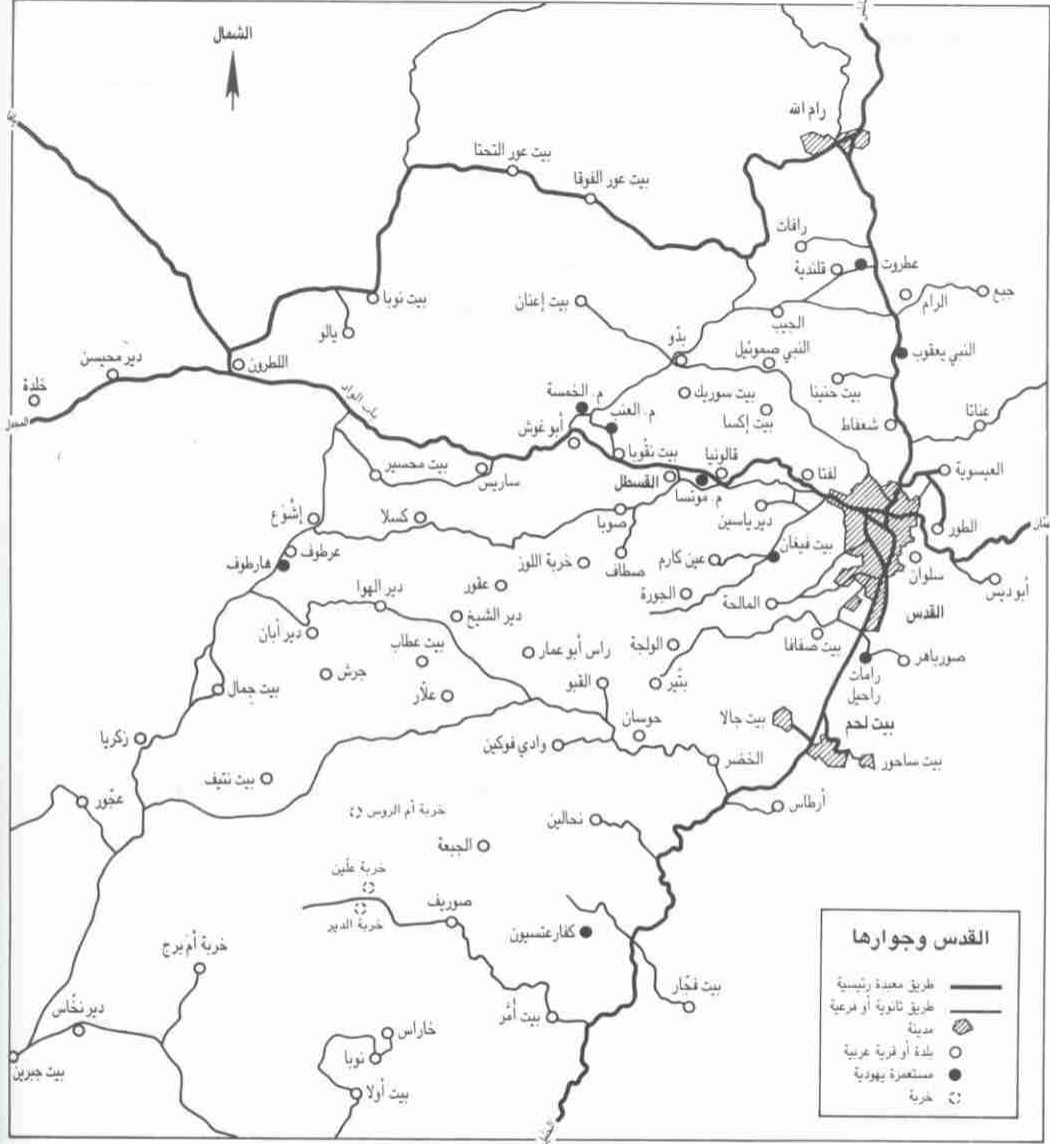 الشمال
رام الله
بيت عور التحتا
بيت عور الفوقا
رافات
عطروت
قلندية
جبع
الرام
بيت نوبا
بيت إعنان
الجيب
يالو
بدّو
النبي صموئيل
النبي يعقوب
دير محيسن
اللطرون
خلدة
باب الواد
م. الخمسة
بيت سوريك
بيت حنينا
م. العنب
بيت إكسا
شعفاط
عناتا
أبو غوش
بيت نقوبا
قالونيا
لفتا
العيسوية
بيت محسير
ساريس
القسطل
م. موتسا
إشوَع
كسلا
صوبا
دير ياسين
الطور
عرطوف
هارطوف
خربة اللوز
صطاف
عين كارم
بيت فيغان
سلوان
أبو ديس
عقور
دير الهوا
الجورة
المالحة
القدس
دير الشيخ
دير أبان
بيت عطاب
راس أبو عمار
الولجة
بيت صفافا
صورباهر
جرش
رامات
راحيل
بيت جمال
علّار
القبو
بتّير
حوسان
بيت جالا
بيت لحم
زكريا
وادي فوكين
الخضر
بيت ساحور
بيت نتيف
عجّور
خربة أم الروس
نحالين
أرطاس
الجبعة
خربة علّين
صوريف
خربة الدير
كفار عتسيون
خربة أم برج
بيت فجّار
دير نخّاس
بيت أمّر
خاراس
نوبا
بيت جبرين
بيت أولا
القدس وجوارها
طريق معبدة رئيسية
طريق ثانوية أو فرعية
مدينة
بلدة أو قرية عربية
مستعمرة يهودية
خربة